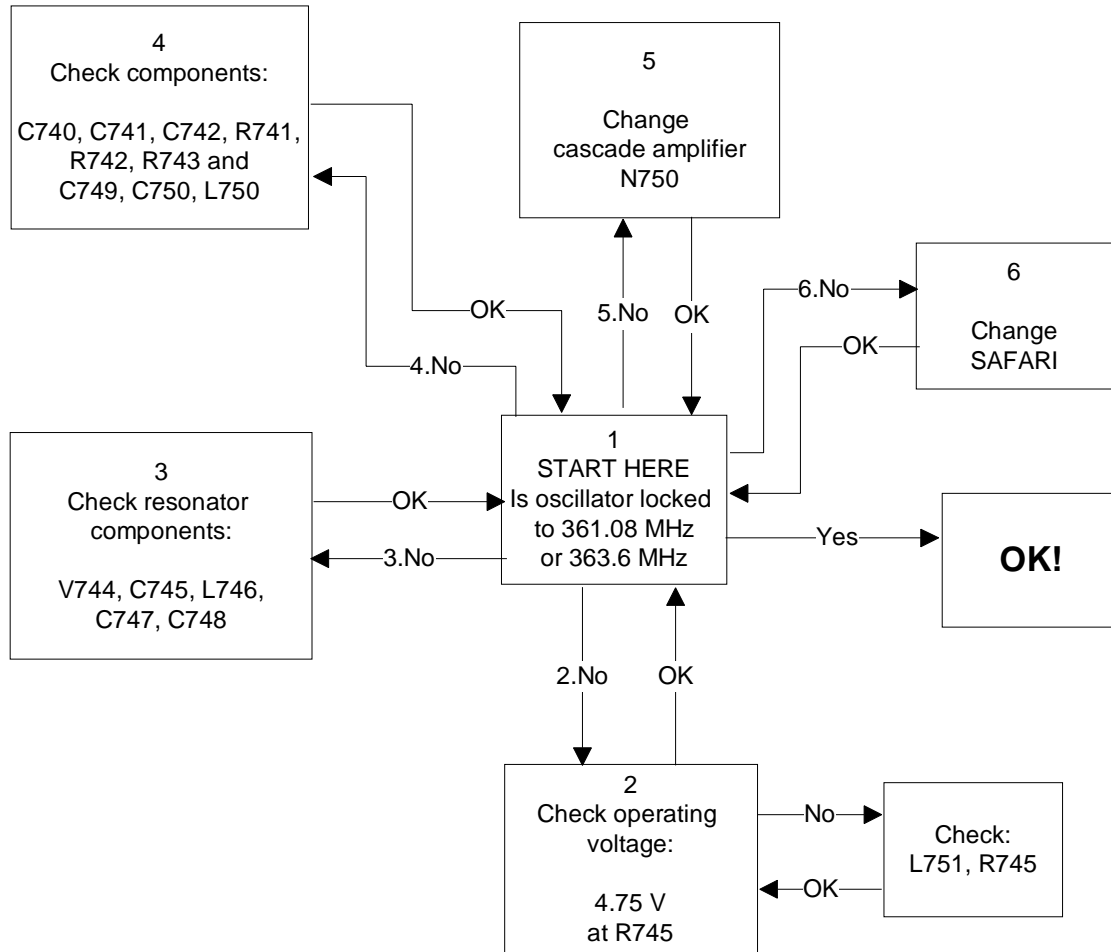 4
Check components:
C740, C741, C742, R741,
R742, R743 and
C749, C750, L750
5
Change
cascade amplifier
N750
6
Change
SAFARI
OK
4.No
5.No
OK
6.No
OK
3
Check resonator
components:
V744, C745, L746,
C747, C748
OK
3.No
1
START HERE
Is oscillator locked
to 361.08 MHz
or 363.6 MHz
Yes
OK!
2.No
OK
2
Check operating
voltage:
4.75 V
at R745
No
OK
Check:
L751, R745